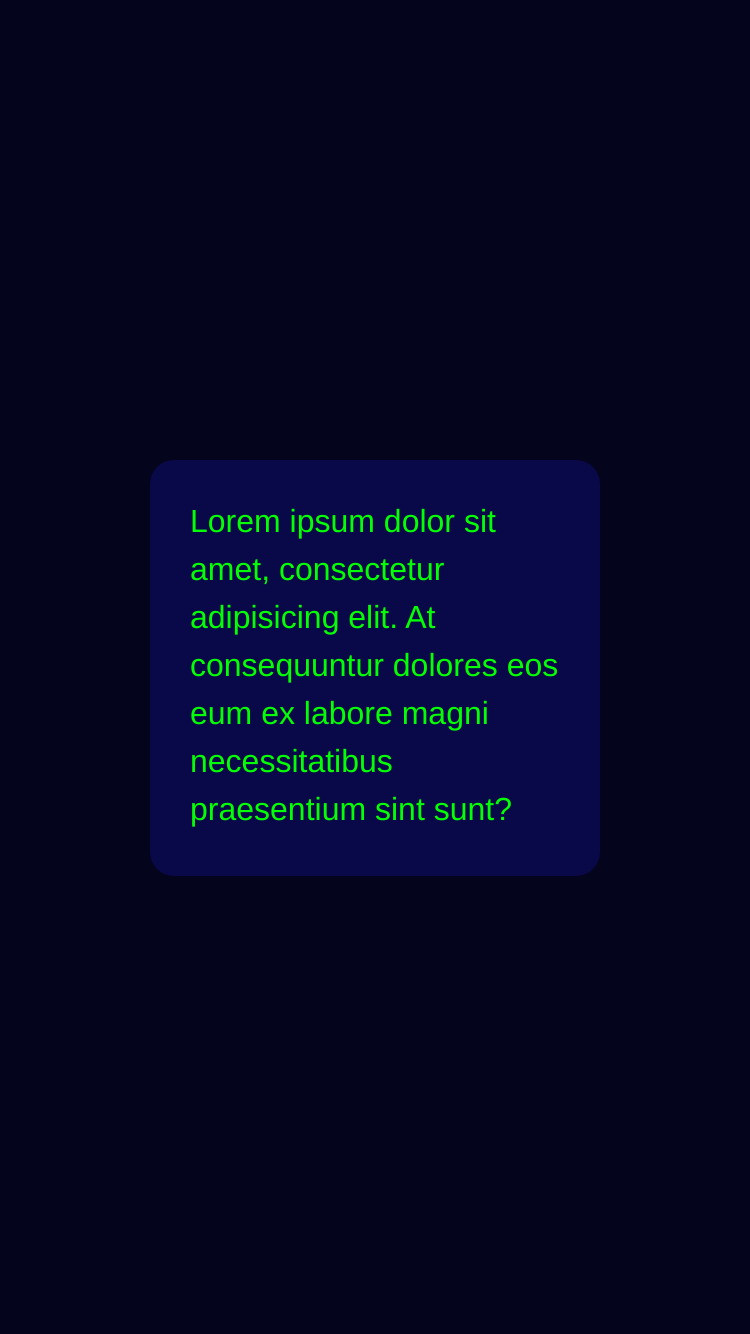 Lorem ipsum dolor sit
amet, consectetur
adipisicing elit. At
consequuntur dolores eos
eum ex labore magni
necessitatibus
praesentium sint sunt?